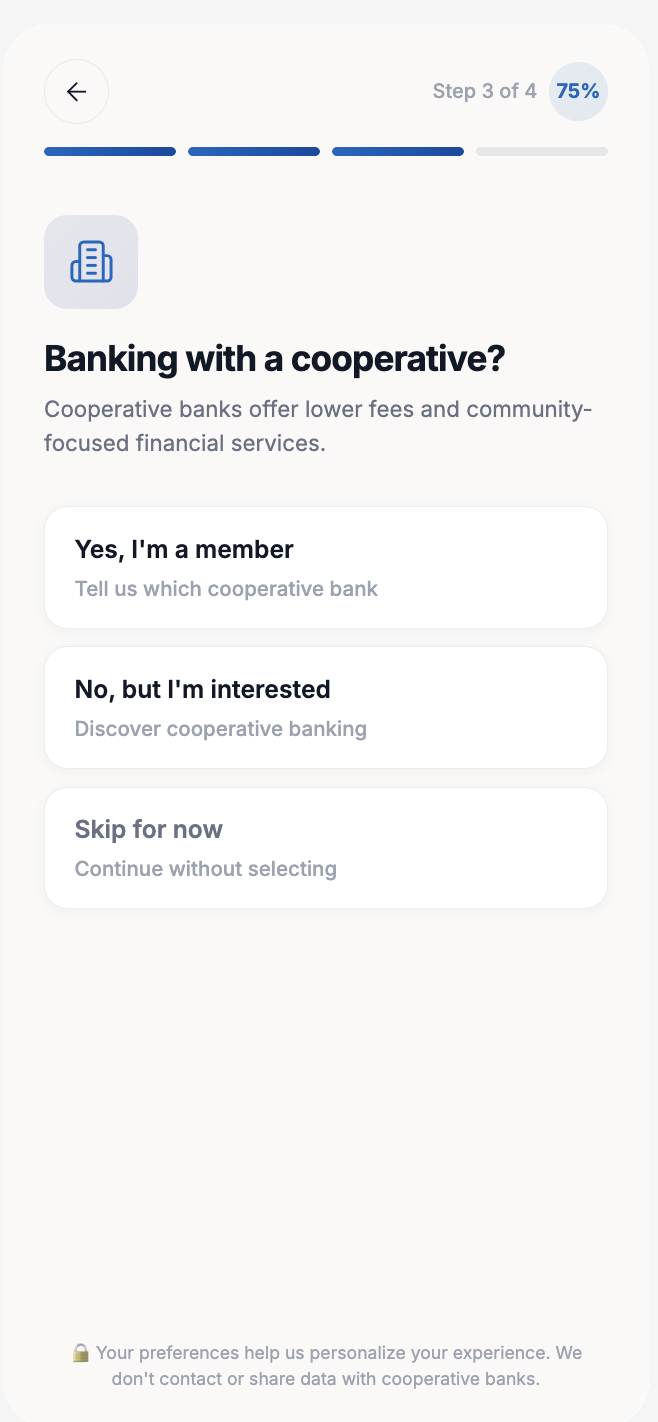 Step 3 of 4 75%
Banking with a cooperative?
Cooperative banks offer lower fees and community-
focused financial services.
Yes, I'm a member
Tell us which cooperative bank
No, but I'm interested
Discover cooperative banking
Skip for now
Continue without selecting
🔒 Your preferences help us personalize your experience. We
don't contact or share data with cooperative banks.